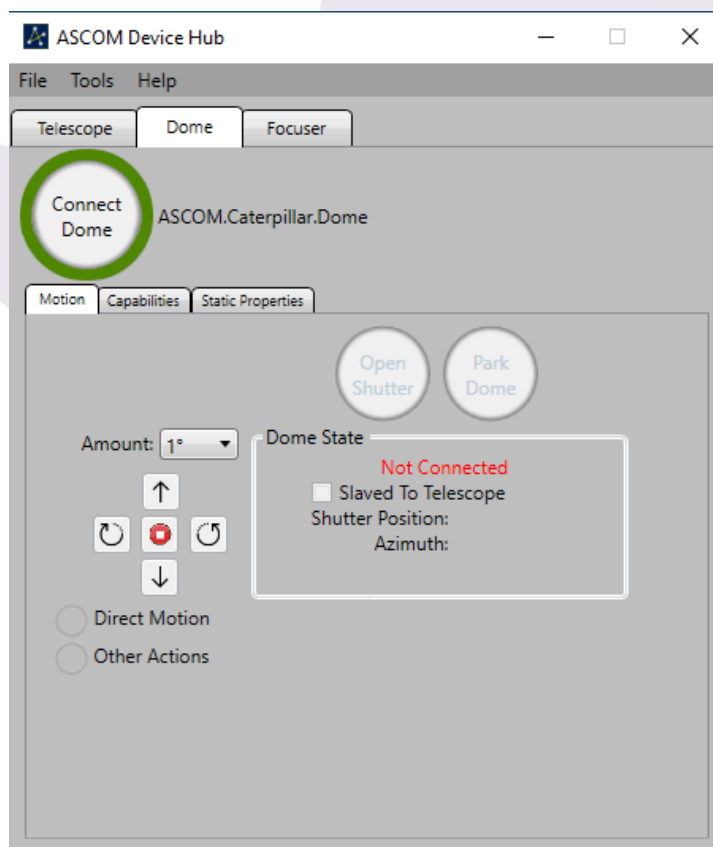 ASCOM Device Hub
File Tools Help
Telescope Dome Focuser
Connect
Dome
ASCOM.Caterpillar.Dome
Motion Capabilities Static Properties
Open
Shutter
Park
Dome
Amount: 1°
Dome State
Not Connected
Slaved To Telescope
Shutter Position:
Azimuth:
Direct Motion
Other Actions